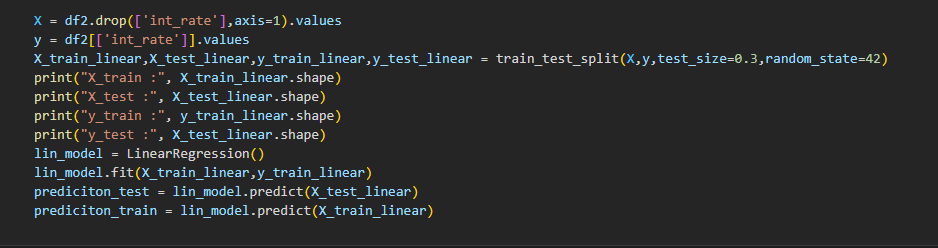 X = df2.drop(['int_rate'],axis=1).values
y = df2[['int_rate']].values
X_train_linear,X_test_linear,y_train_linear,y_test_linear = train_test_split(X,y,test_size=0.3,random_state=42)
print("X_train :", X_train_linear.shape)
print("X_test :", X_test_linear.shape)
print("y_train :", y_train_linear.shape)
print("y_test :", X_test_linear.shape)
lin_model = LinearRegression()
lin_model.fit(X_train_linear,y_train_linear)
prediciton_test = lin_model.predict(X_test_linear)
prediciton_train = lin_model.predict(X_train_linear)